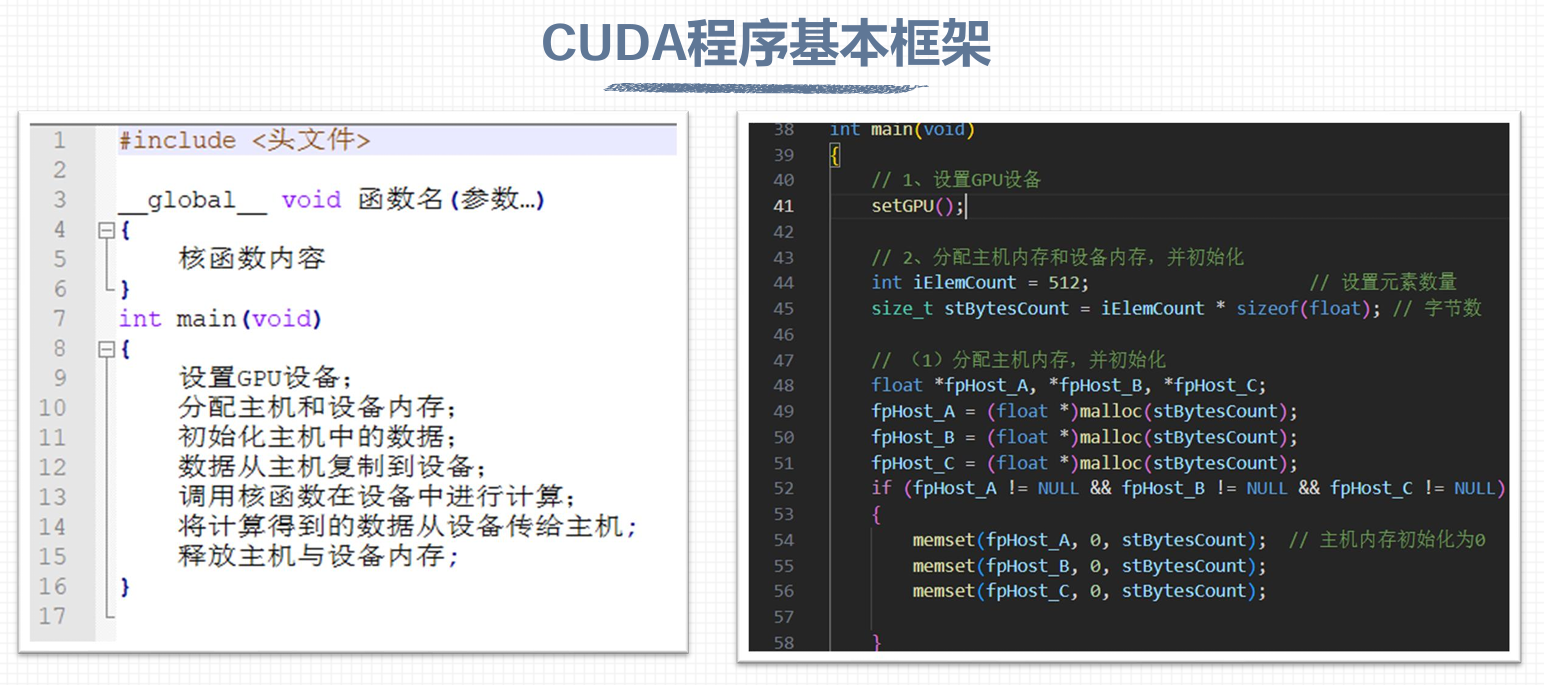 CUDA程序基本框架
1 #include <头文件>
2
3 __global__ void 函数名(参数…)
4 {
5 核函数内容
6 }
7 int main(void)
8 {
9 设置GPU设备;
10 分配主机和设备内存;
11 初始化主机中的数据;
12 数据从主机复制到设备;
13 调用核函数在设备中进行计算;
14 将计算得到的数据从设备传给主机;
15 释放主机与设备内存;
16 }
17
38 int main(void)
39 {
40 // 1、设置GPU设备
41 setGPU();
42
43 // 2、分配主机内存和设备内存，并初始化
44 int iElemCount = 512; // 设置元素数量
45 size_t stBytesCount = iElemCount * sizeof(float); // 字节数
46
47 // （1）分配主机内存，并初始化
48 float *fpHost_A, *fpHost_B, *fpHost_C;
49 fpHost_A = (float *)malloc(stBytesCount);
50 fpHost_B = (float *)malloc(stBytesCount);
51 fpHost_C = (float *)malloc(stBytesCount);
52 if (fpHost_A != NULL && fpHost_B != NULL && fpHost_C != NULL)
53 {
54 memset(fpHost_A, 0, stBytesCount); // 主机内存初始化为0
55 memset(fpHost_B, 0, stBytesCount);
56 memset(fpHost_C, 0, stBytesCount);
57
58 }